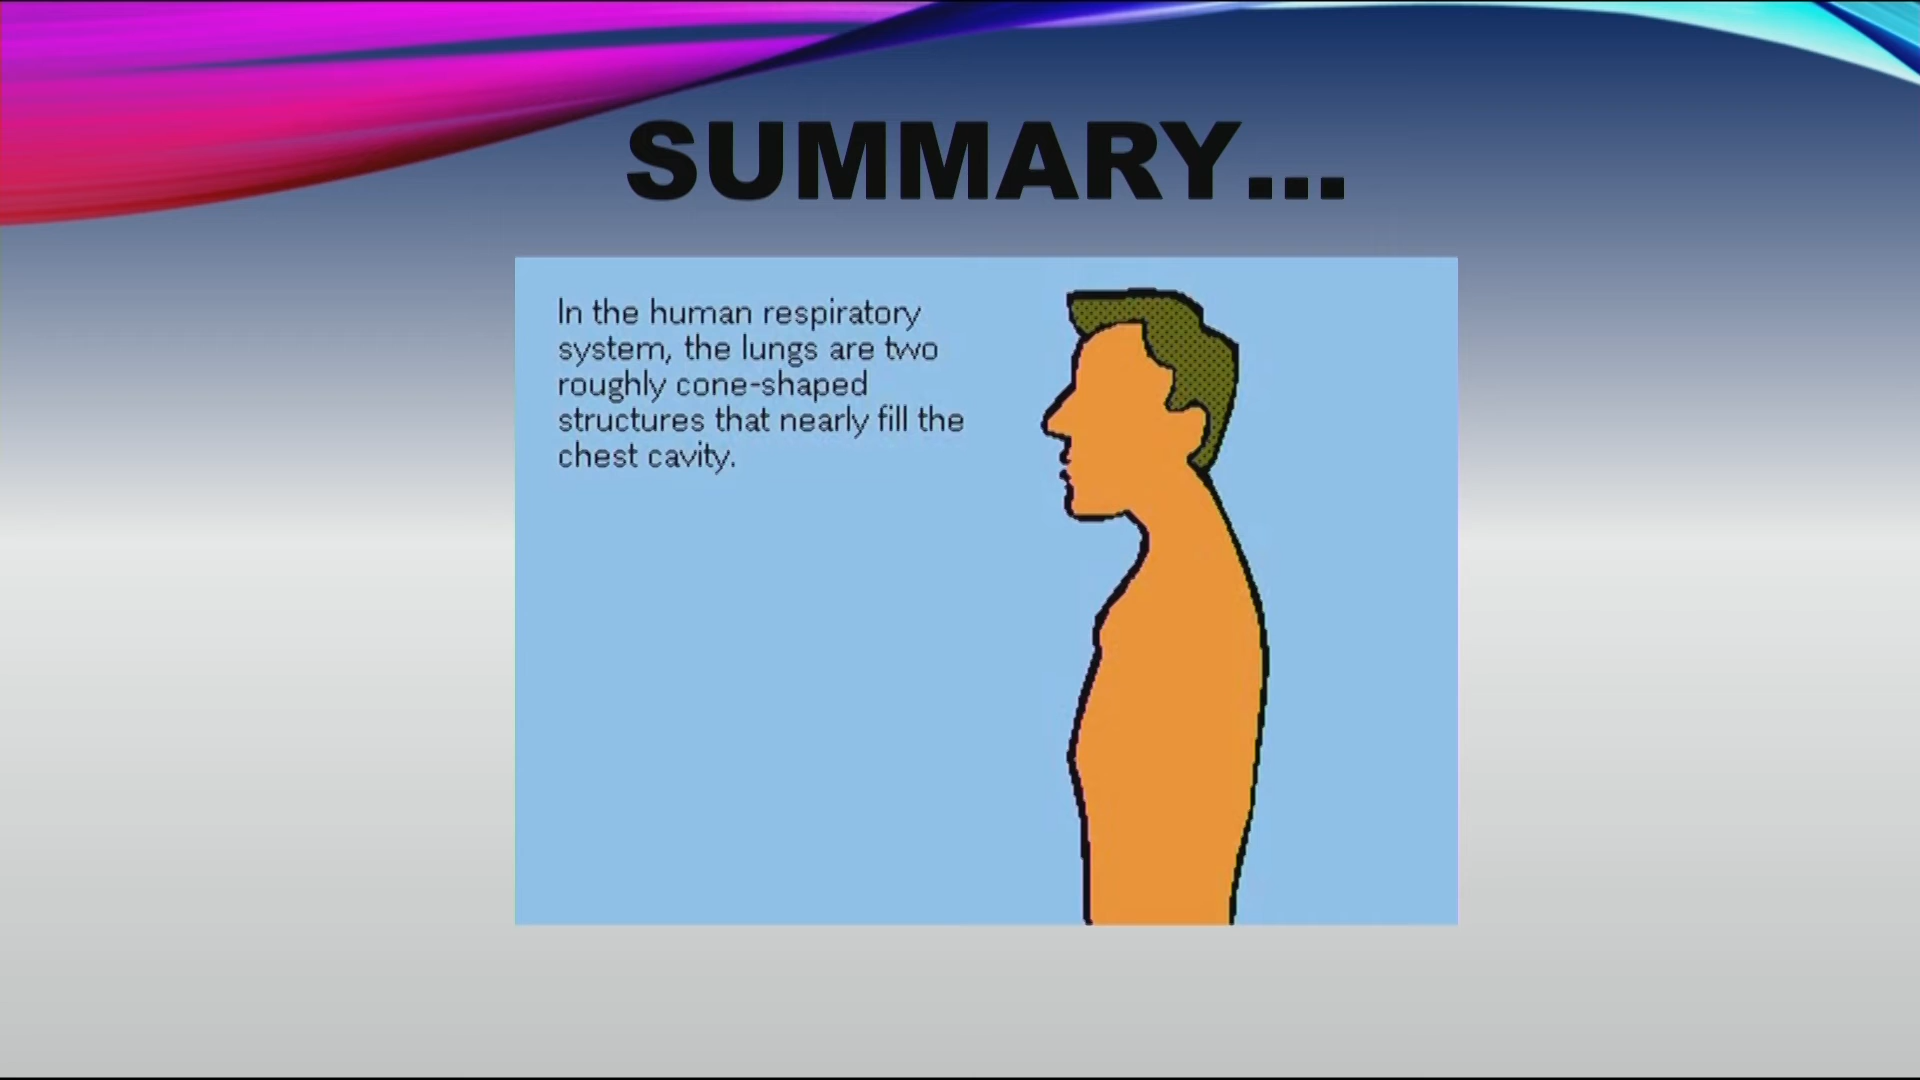 SUMMARY...
In the human respiratory
system, the lungs are two
roughly cone-shaped
structures that nearly fill the
chest cavity.